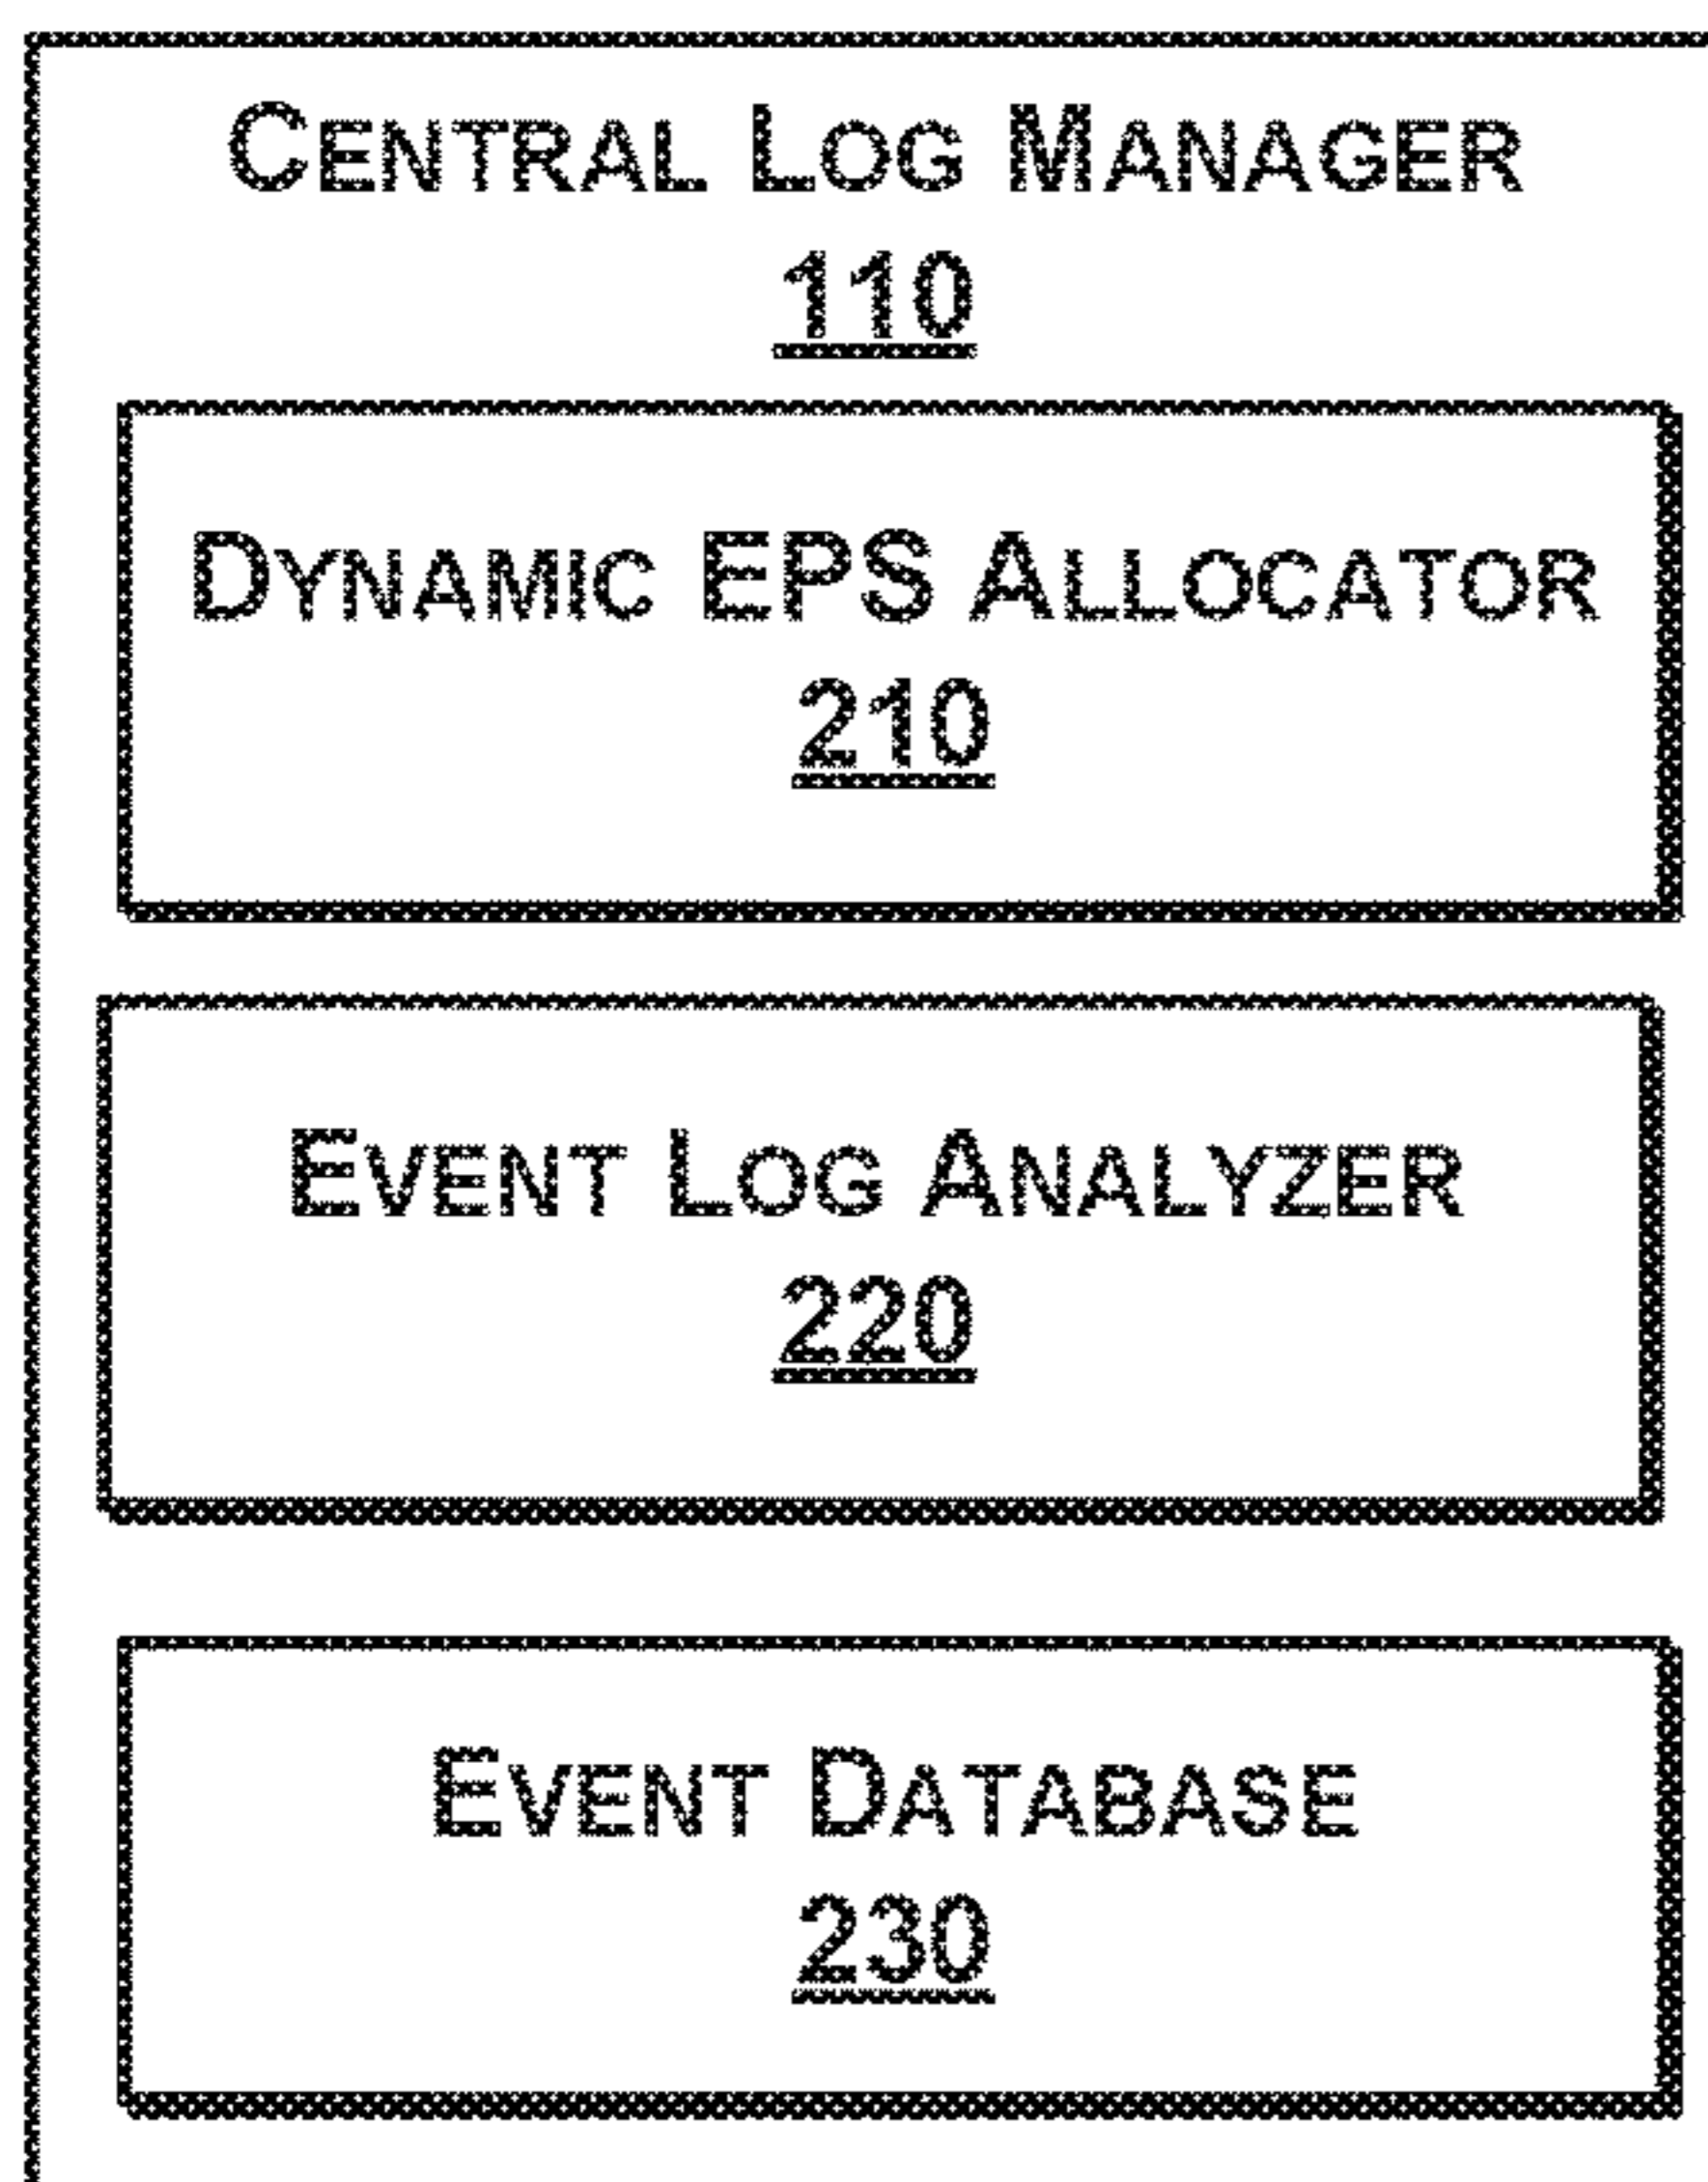 CENTRAL LOG MANAGER
110
DYNAMIC EPS ALLOCATOR
210
EVENT LOG ANALYZER
220
EVENT DATABASE
230